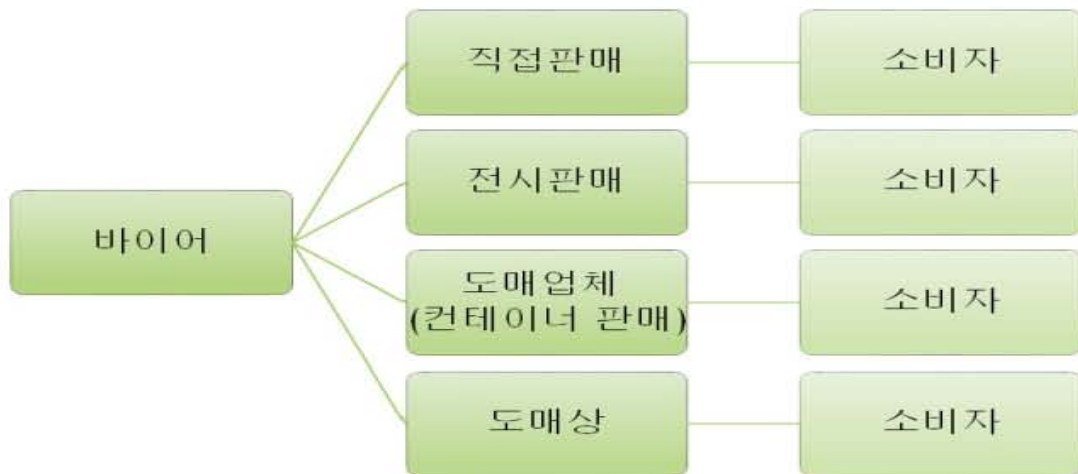 바이어
직접판매
소비자
전시판매
소비자
도매업체
(컨테이너 판매)
소비자
도매상
소비자